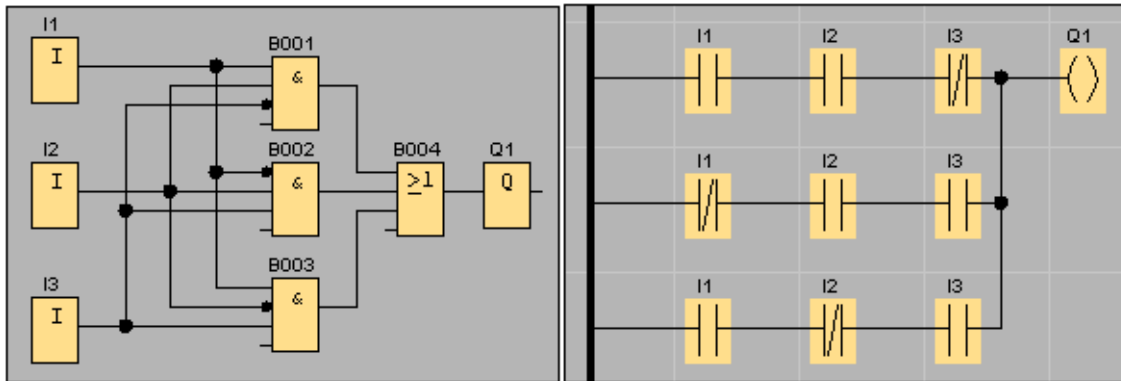 I1
I
B001
&
I2
I
B002
&
B004
≥1
Q1
Q
I3
I
B003
&
I1 I2 I3 Q1
I1 I2 I3
I1 I2 I3